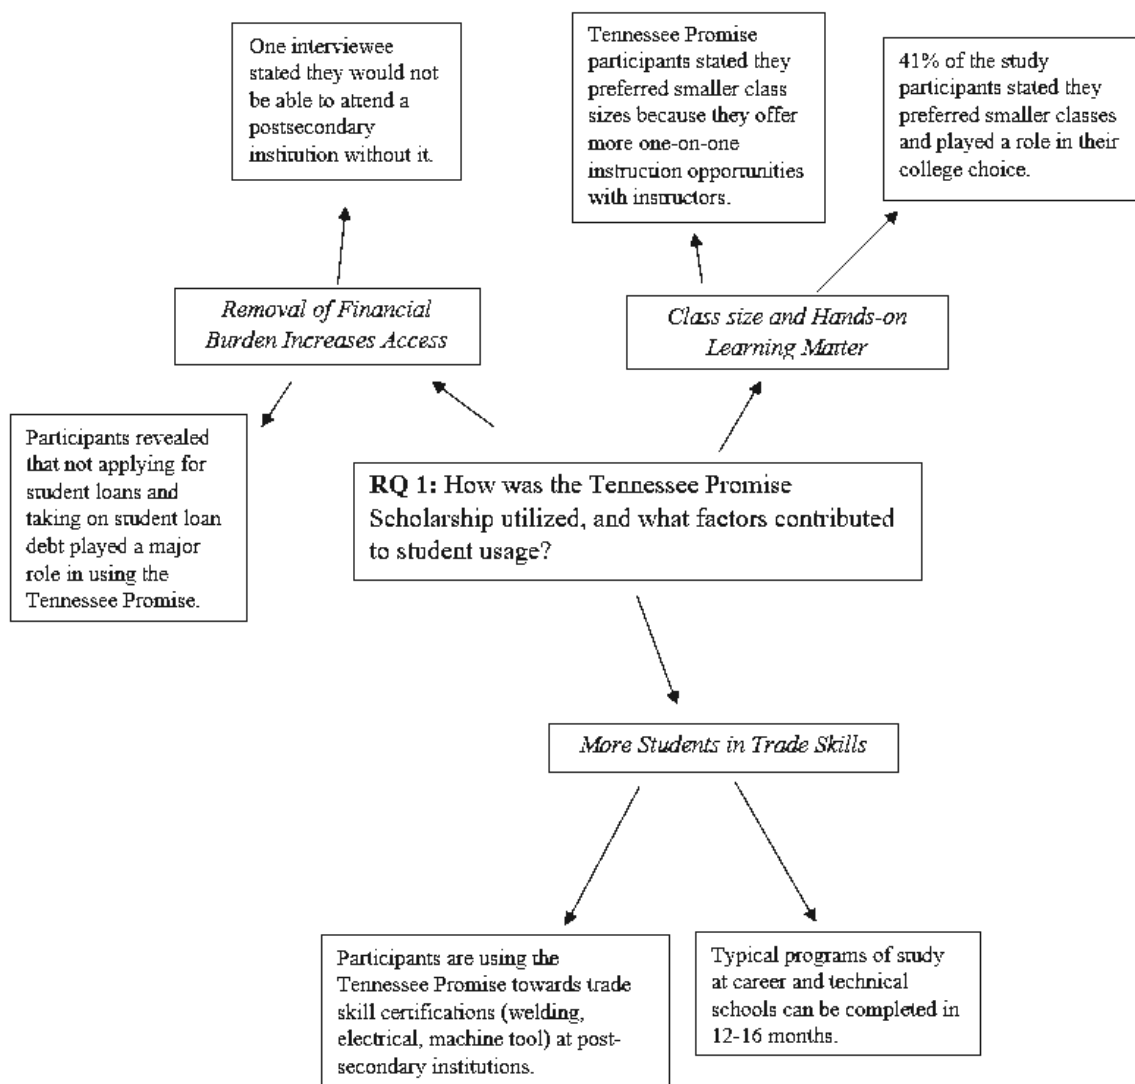 One interviewee
stated they would not
be able to attend a
postsecondary
institution without it.
Tennessee Promise
participants stated they
preferred smaller class
sizes because they offer
more one-on-one
instruction opportunities
with instructors.
41% of the study
participants stated they
preferred smaller classes
and played a role in their
college choice.
Removal of Financial
Burden Increases Access
Class size and Hands-on
Learning Matter
Participants revealed
that not applying for
student loans and
taking on student loan
debt played a major
role in using the
Tennessee Promise.
RQ 1: How was the Tennessee Promise
Scholarship utilized, and what factors contributed
to student usage?
More Students in Trade Skills
Participants are using the
Tennessee Promise towards trade
skill certifications (welding,
electrical, machine tool) at post-
secondary institutions.
Typical programs of study
at career and technical
schools can be completed in
12-16 months.